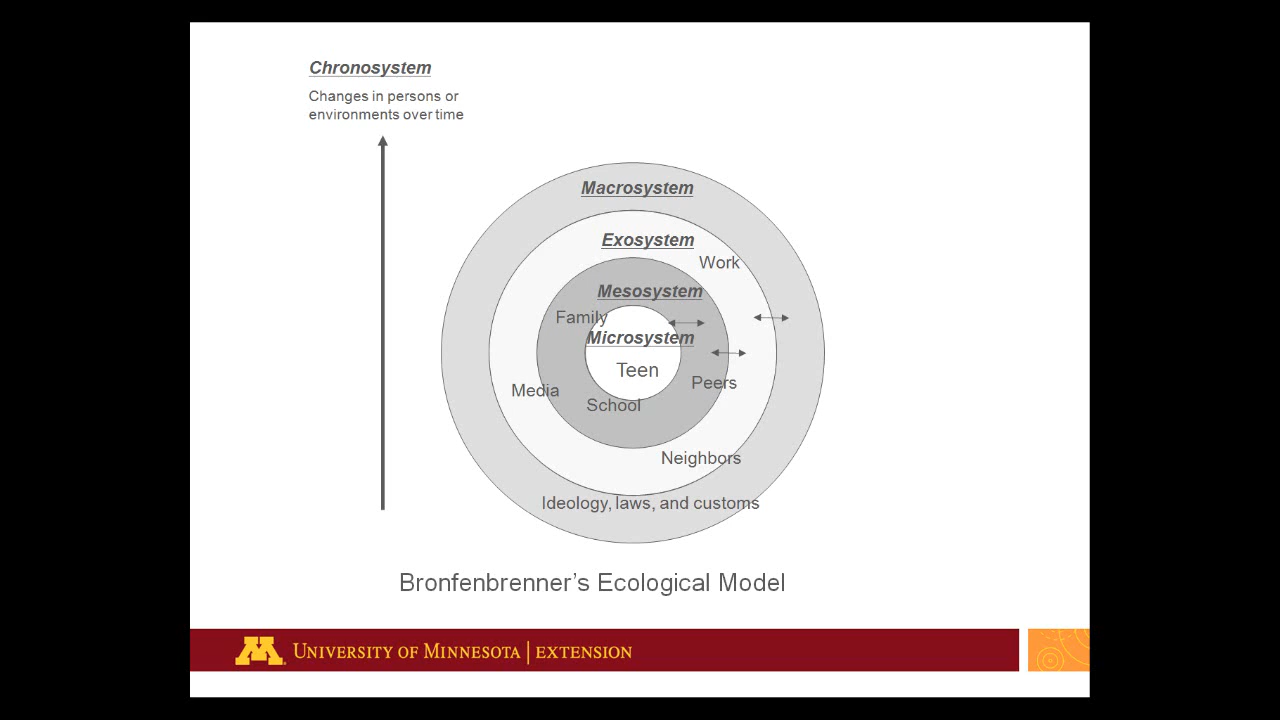 Chronosystem
Changes in persons or
environments over time
Macrosystem
Exosystem
Work
Mesosystem
Family
Microsystem
Teen
Peers
Media
School
Neighbors
Ideology, laws, and customs
Bronfenbrenner’s Ecological Model
M
UNIVERSITY OF MINNESOTA | EXTENSION